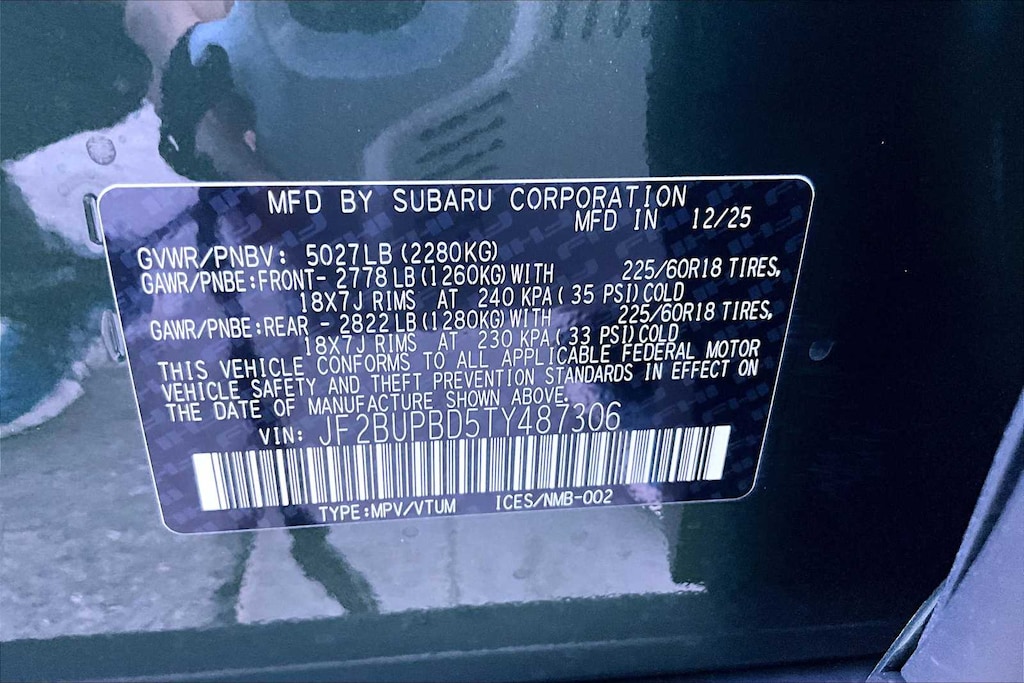 MFD BY SUBARU CORPORATION
MFD IN 12/25
GVWR/PNBV: 5027LB (2280KG)
GAWR/PNBE:FRONT- 2778 LB (1260KG) WITH 225/60R18 TIRES,
18X7J RIMS AT 240 KPA ( 35 PSI) COLD
GAWR/PNBE:REAR - 2822 LB (1280KG) WITH 225/60R18 TIRES,
18X7J RIMS AT 230 KPA ( 33 PSI) COLD
THIS VEHICLE CONFORMS TO ALL APPLICABLE FEDERAL MOTOR
VEHICLE SAFETY AND THEFT PREVENTION STANDARDS IN EFFECT ON
THE DATE OF MANUFACTURE SHOWN ABOVE.
VIN: JF2BUPBD5TY487306
TYPE:MPV/VTUM ICES/NMB-002